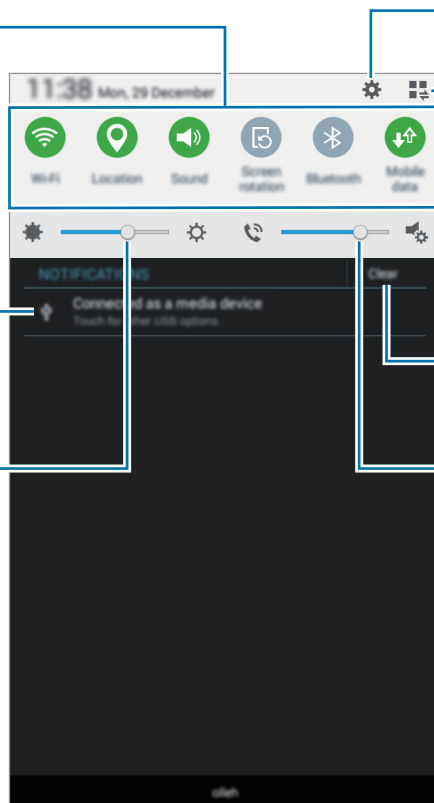 11:38 Mon, 29 December
Wi-Fi Location Sound Screen rotation Bluetooth Mobile data
NOTIFICATIONS Clear
Connected as a media device
Touch for other USB options.
olleh